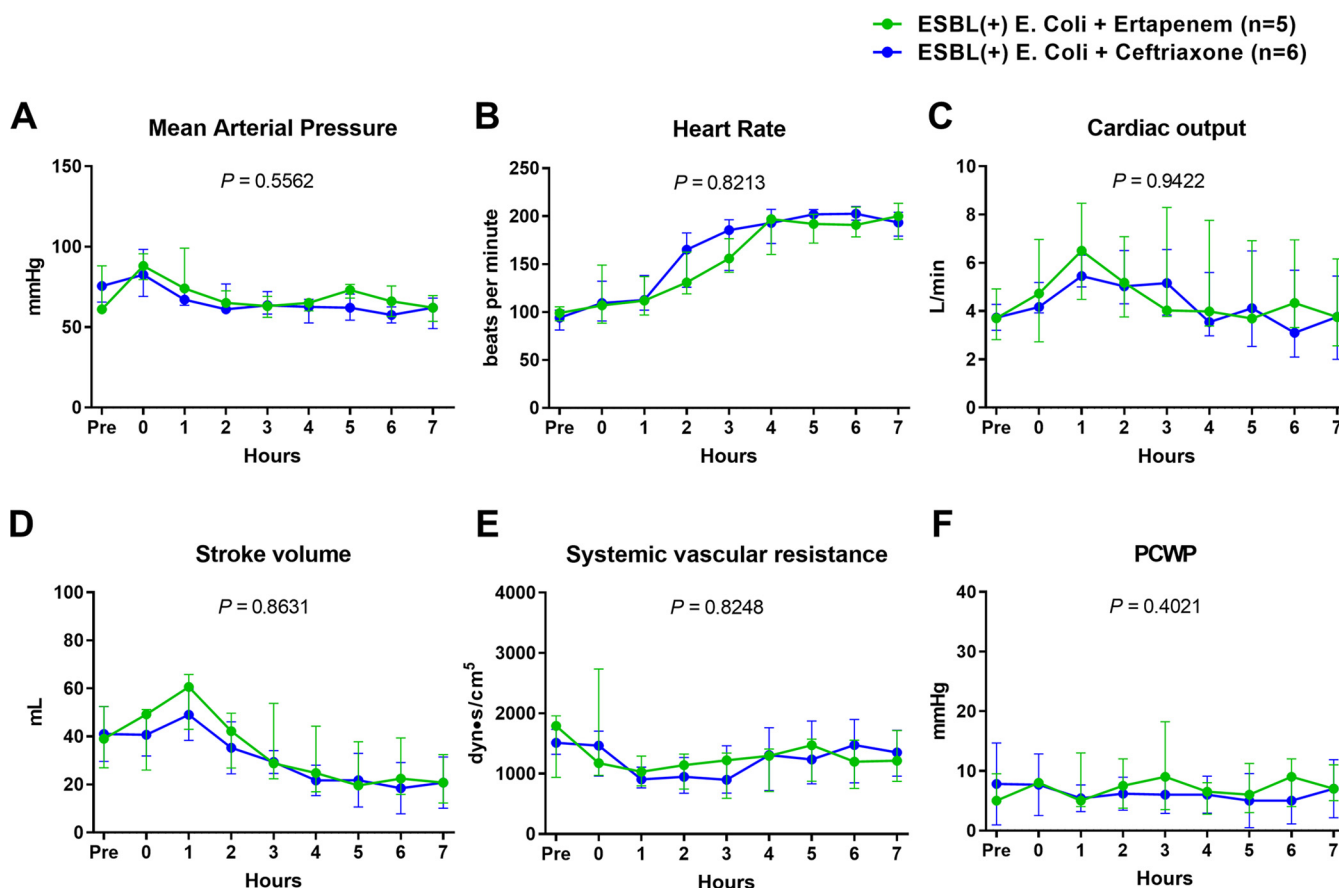 ESBL(+) E. Coli + Ertapenem (n=5)
ESBL(+) E. Coli + Ceftriaxone (n=6)
A
Mean Arterial Pressure
P = 0.5562
mmHg
150
100
50
0
Pre 0 1 2 3 4 5 6 7
Hours
B
Heart Rate
P = 0.8213
beats per minute
250
200
150
100
50
0
Pre 0 1 2 3 4 5 6 7
Hours
C
Cardiac output
P = 0.9422
L/min
10
8
6
4
2
0
Pre 0 1 2 3 4 5 6 7
Hours
D
Stroke volume
P = 0.8631
mL
100
80
60
40
20
0
Pre 0 1 2 3 4 5 6 7
Hours
E
Systemic vascular resistance
P = 0.8248
dyn•s/cm⁵
4000
3000
2000
1000
0
Pre 0 1 2 3 4 5 6 7
Hours
F
PCWP
P = 0.4021
mmHg
40
30
20
10
0
Pre 0 1 2 3 4 5 6 7
Hours